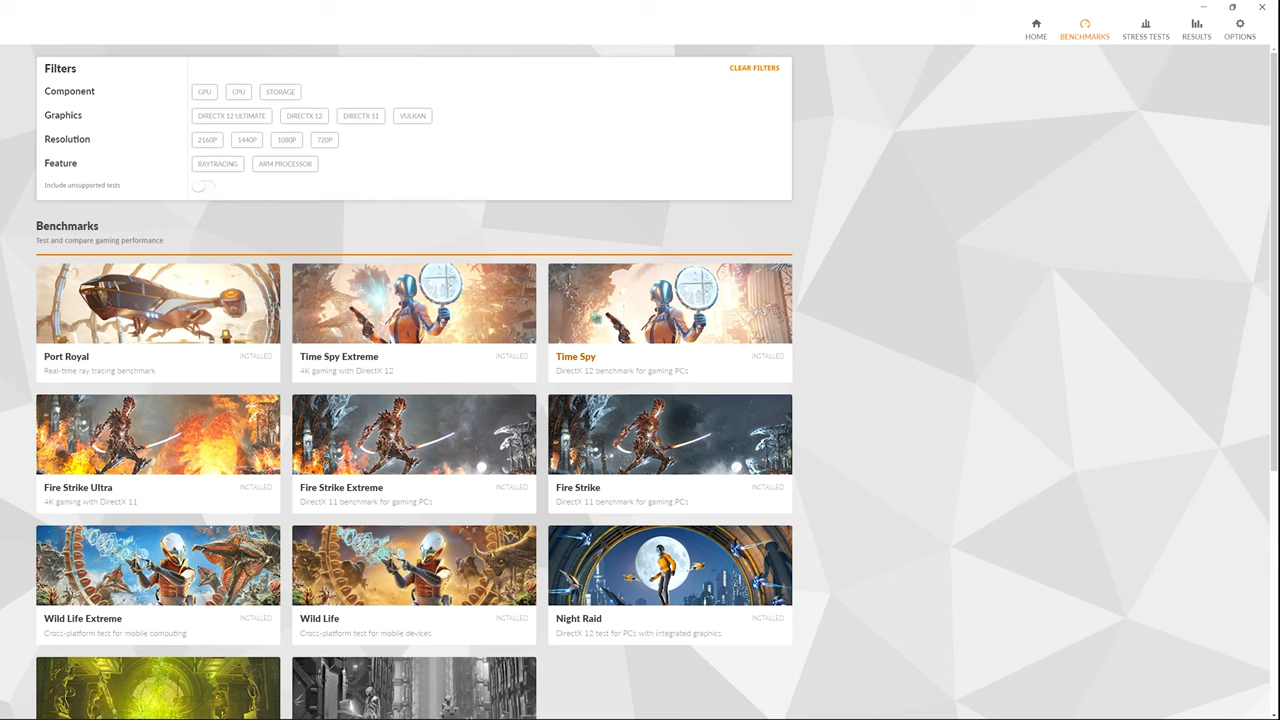 HOME BENCHMARKS STRESS TESTS RESULTS OPTIONS
Filters CLEAR FILTERS
Component GPU CPU STORAGE
Graphics DIRECTX 12 ULTIMATE DIRECTX 12 DIRECTX 11 VULKAN
Resolution 2160P 1440P 1080P 720P
Feature RAYTRACING ARM PROCESSOR
Include unsupported tests
Benchmarks
Test and compare gaming performance
Port Royal INSTALLED
Real-time ray tracing benchmark
Time Spy Extreme INSTALLED
4K gaming with DirectX 12
Time Spy INSTALLED
DirectX 12 benchmark for gaming PCs
Fire Strike Ultra INSTALLED
4K gaming with DirectX 11
Fire Strike Extreme INSTALLED
DirectX 11 benchmark for gaming PCs
Fire Strike INSTALLED
DirectX 11 benchmark for gaming PCs
Wild Life Extreme INSTALLED
Cross-platform test for mobile computing
Wild Life INSTALLED
Cross-platform test for mobile devices
Night Raid INSTALLED
DirectX 12 test for PCs with integrated graphics